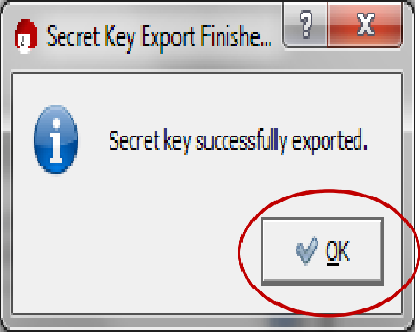 Secret Key Export Finishe...
?
X
Secret key successfully exported.
OK